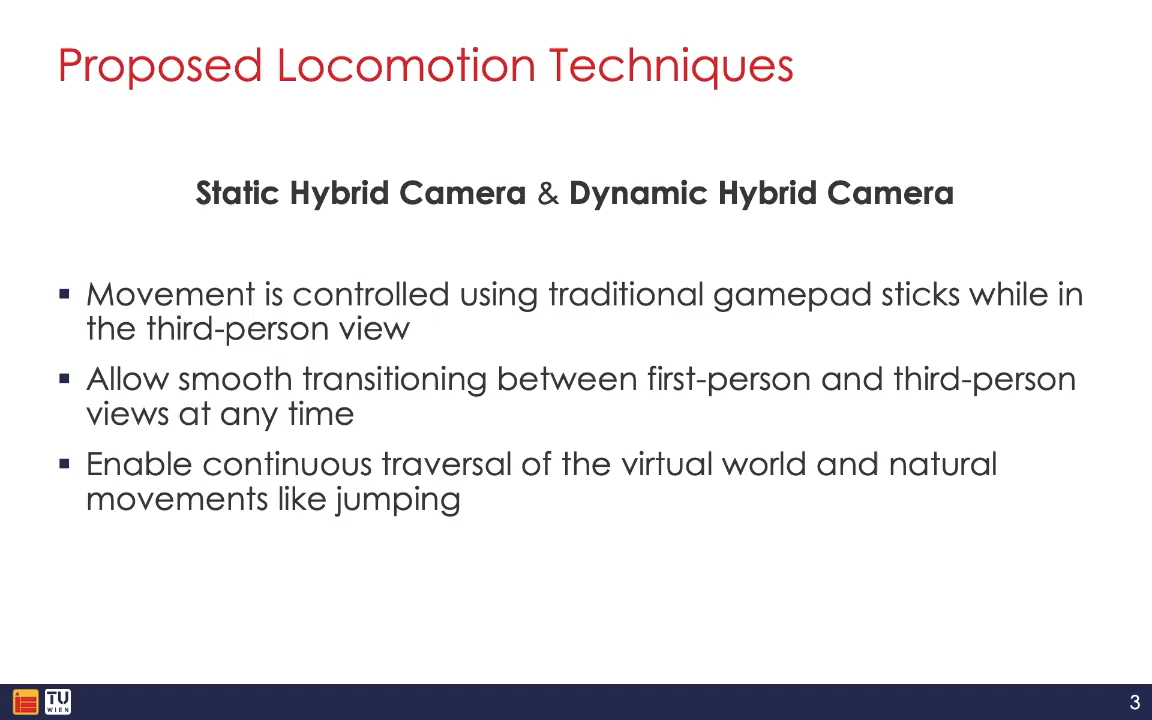 Proposed Locomotion Techniques
Static Hybrid Camera & Dynamic Hybrid Camera
▪ Movement is controlled using traditional gamepad sticks while in
the third-person view
▪ Allow smooth transitioning between first-person and third-person
views at any time
▪ Enable continuous traversal of the virtual world and natural
movements like jumping
TU
WIEN
3